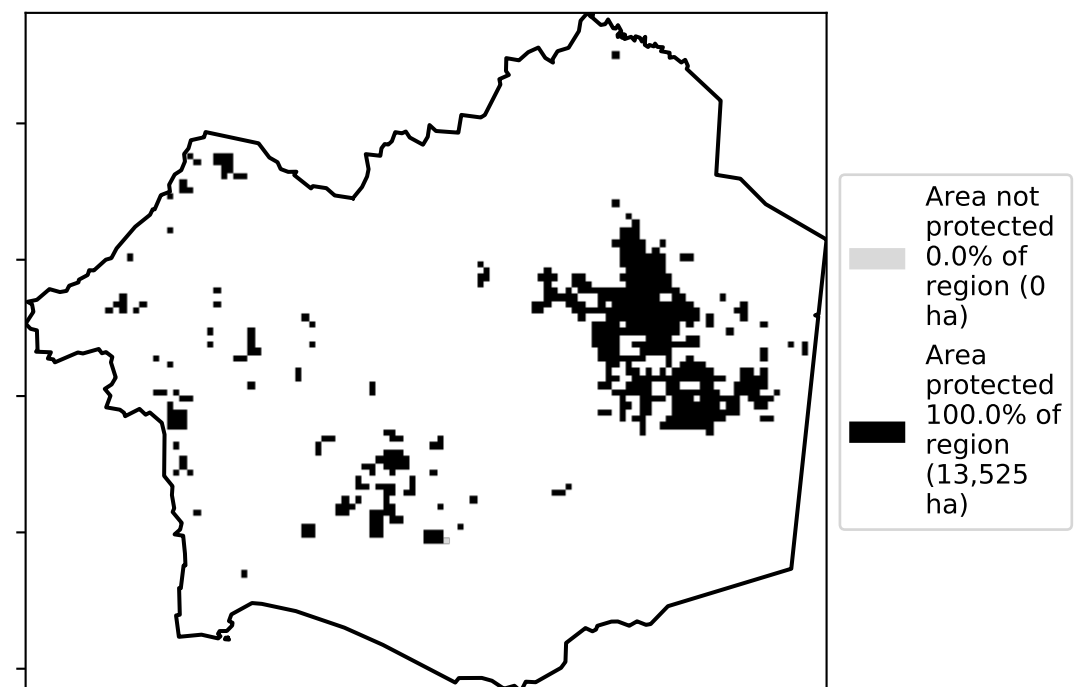 Area not
protected
0.0% of
region (0
ha)
Area
protected
100.0% of
region
(13,525
ha)